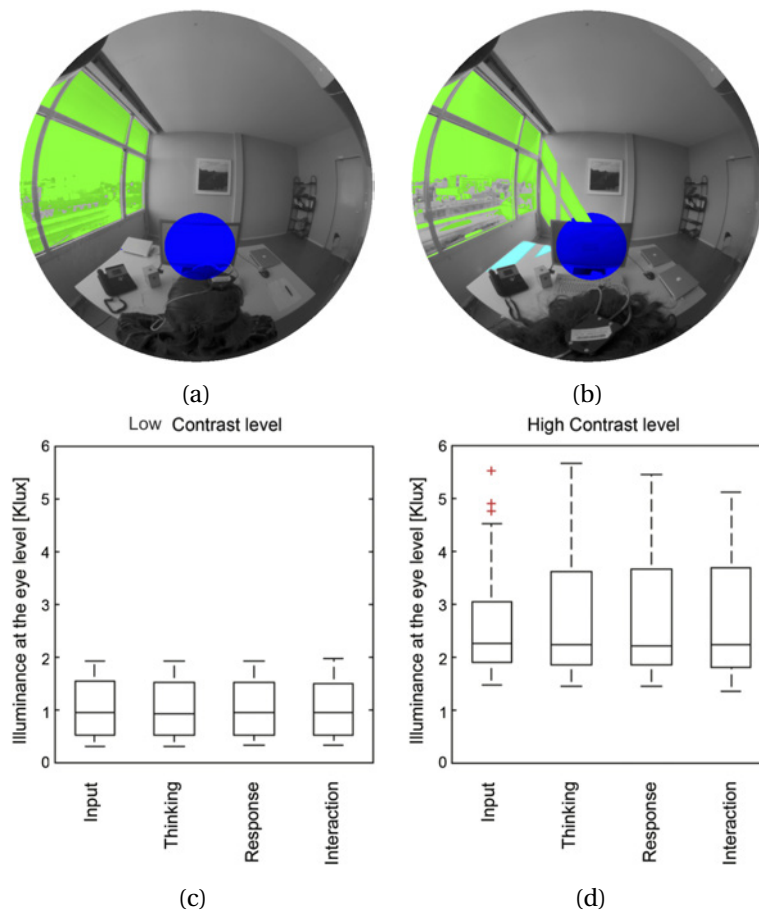 (a)
(b)
Low Contrast level
Illuminance at the eye level [Klux]
6
5
4
3
2
1
0
Input
Thinking
Response
Interaction
(c)
High Contrast level
Illuminance at the eye level [Klux]
6
5
4
3
2
1
0
Input
Thinking
Response
Interaction
(d)